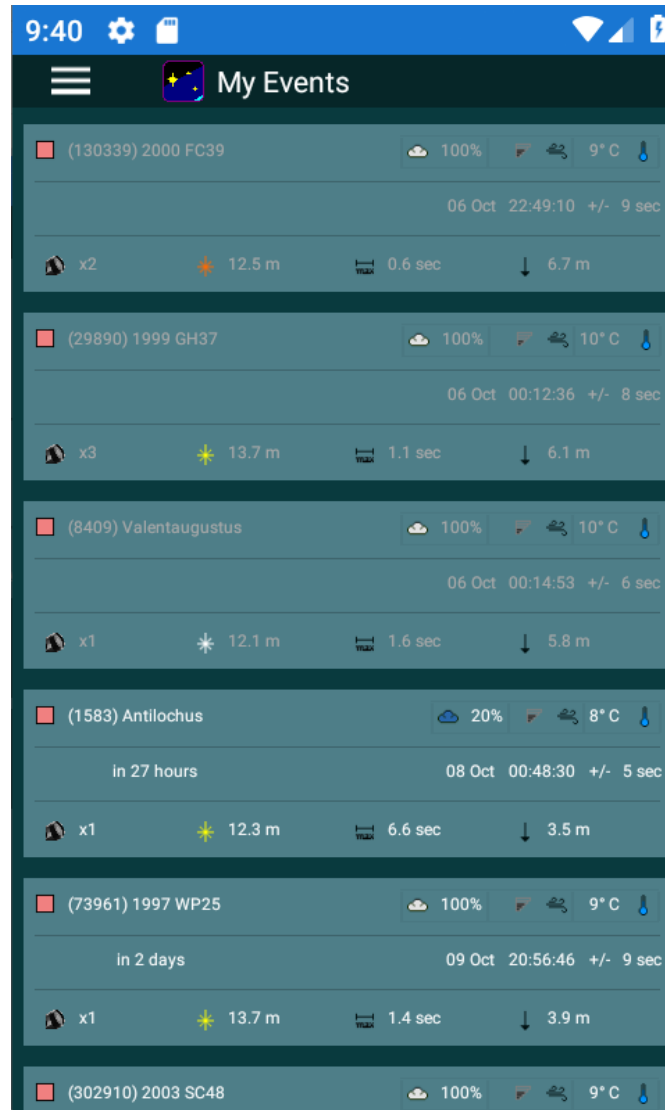 9:40
My Events
(130339) 2000 FC39 100% 9° C
06 Oct 22:49:10 +/- 9 sec
x2 12.5 m max 0.6 sec 6.7 m
(29890) 1999 GH37 100% 10° C
06 Oct 00:12:36 +/- 8 sec
x3 13.7 m max 1.1 sec 6.1 m
(8409) Valentaugustus 100% 10° C
06 Oct 00:14:53 +/- 6 sec
x1 12.1 m max 1.6 sec 5.8 m
(1583) Antilochus 20% 8° C
in 27 hours 08 Oct 00:48:30 +/- 5 sec
x1 12.3 m max 6.6 sec 3.5 m
(73961) 1997 WP25 100% 9° C
in 2 days 09 Oct 20:56:46 +/- 9 sec
x1 13.7 m max 1.4 sec 3.9 m
(302910) 2003 SC48 100% 9° C